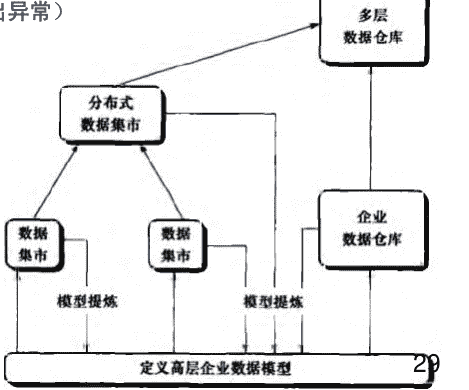 出异常）
多层
数据仓库
分布式
数据集市
数据
集市
数据
集市
企业
数据仓库
模型提炼
模型提炼
定义高层企业数据模型
29